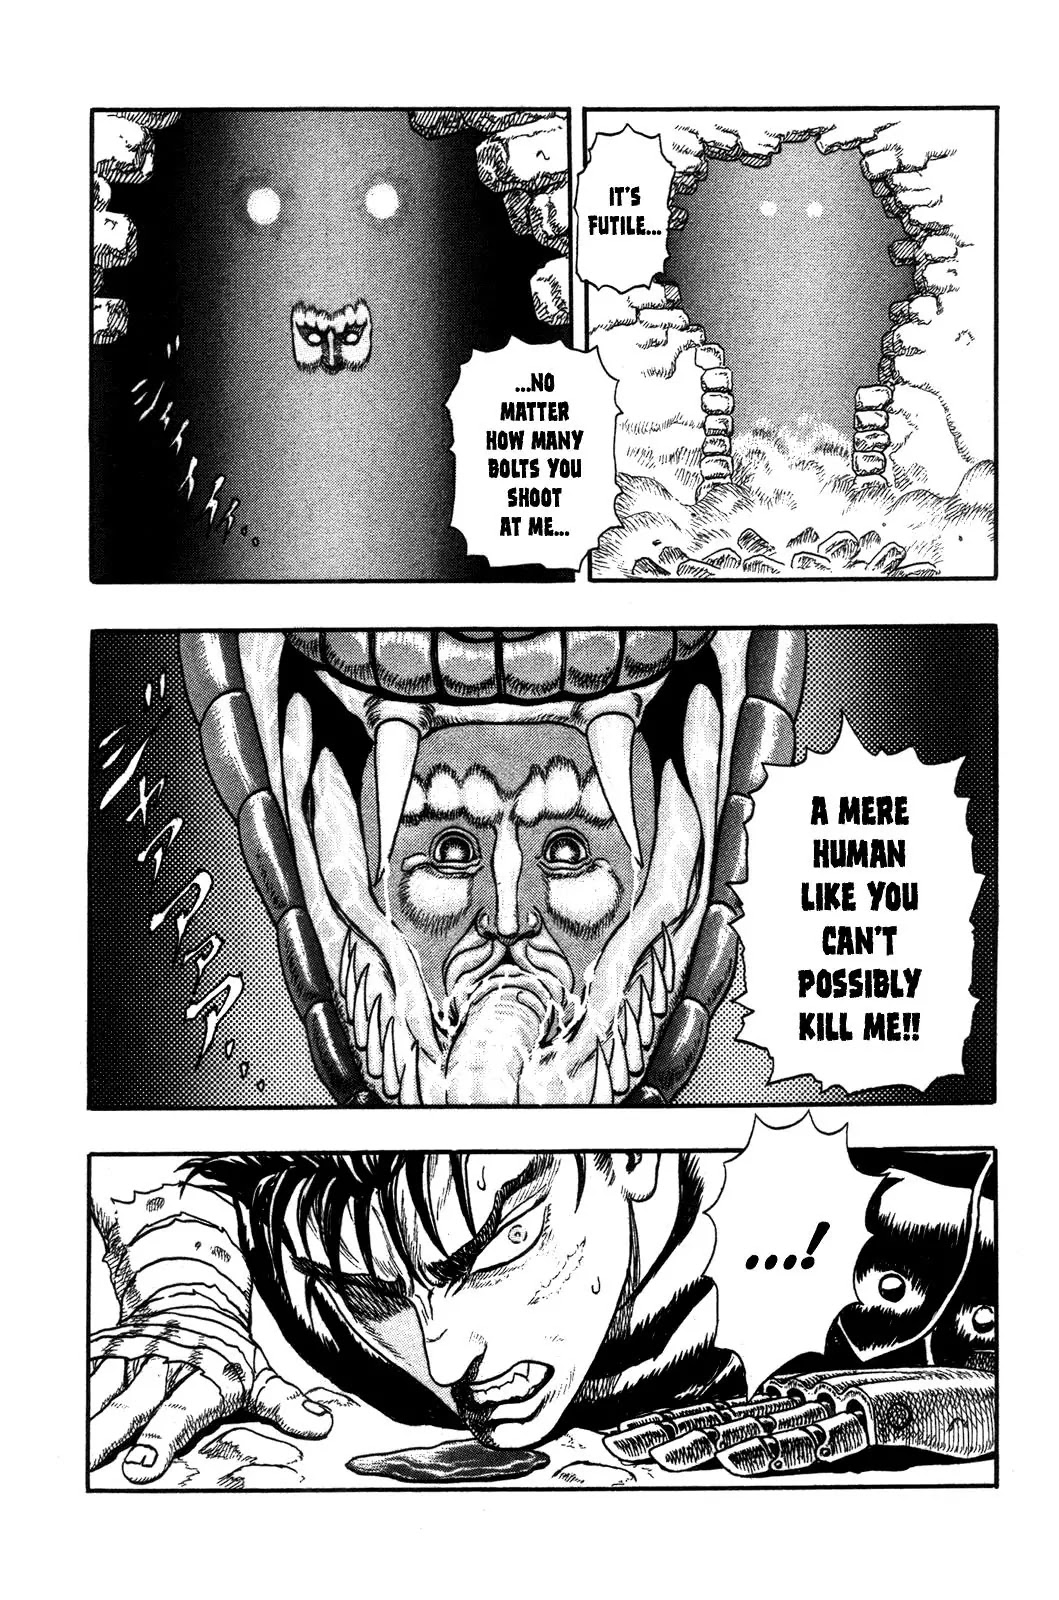 IT'S
FUTILE...
...NO
MATTER
HOW MANY
BOLTS YOU
SHOOT
AT ME...
A MERE
HUMAN
LIKE YOU
CAN'T
POSSIBLY
KILL ME!!
...!